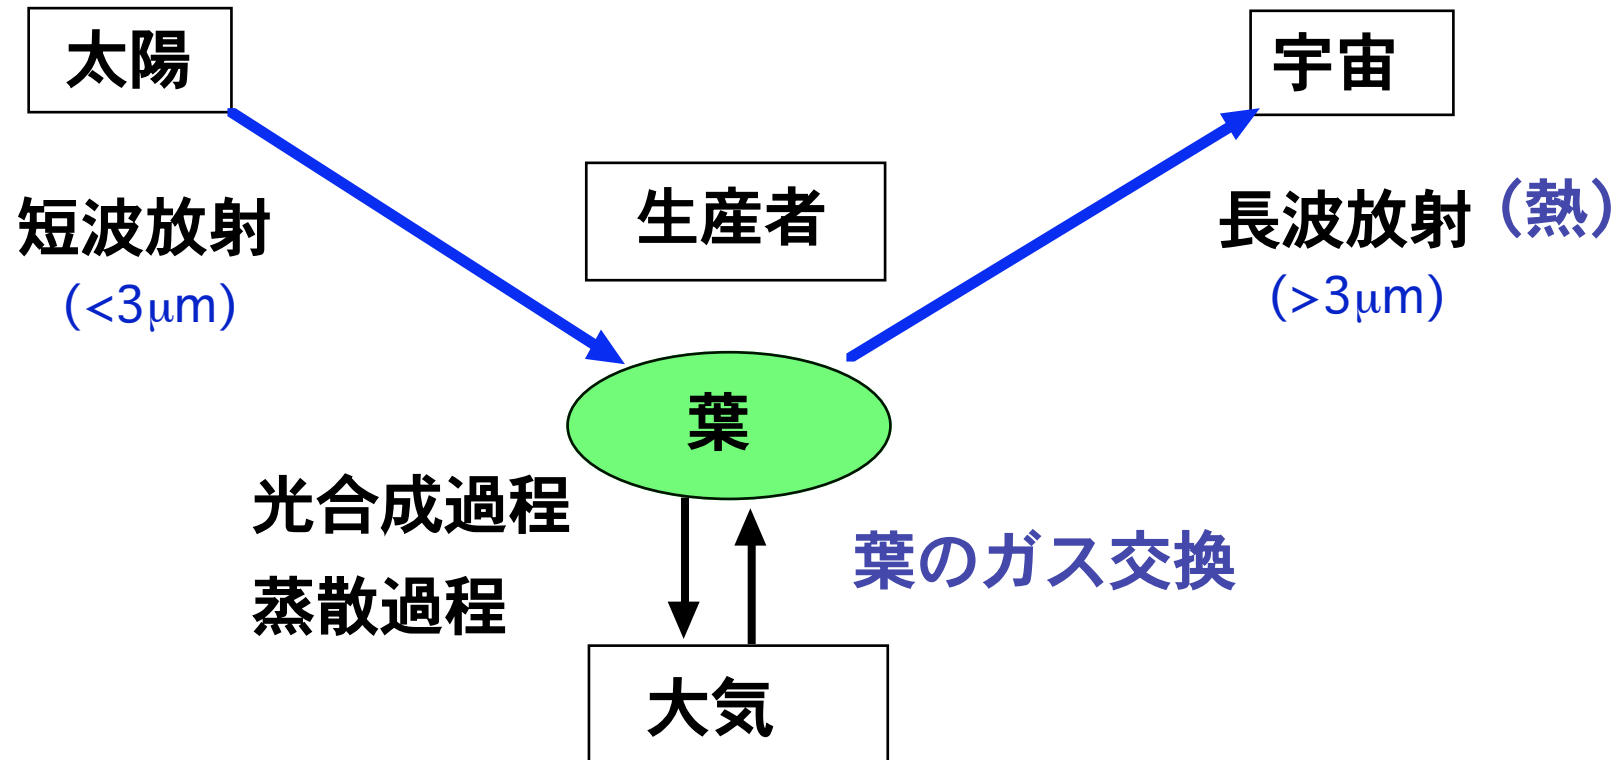 太陽
宇宙
生産者
短波放射
(<3μm)
長波放射（熱）
(>3μm)
葉
光合成過程
蒸散過程
葉のガス交換
大気